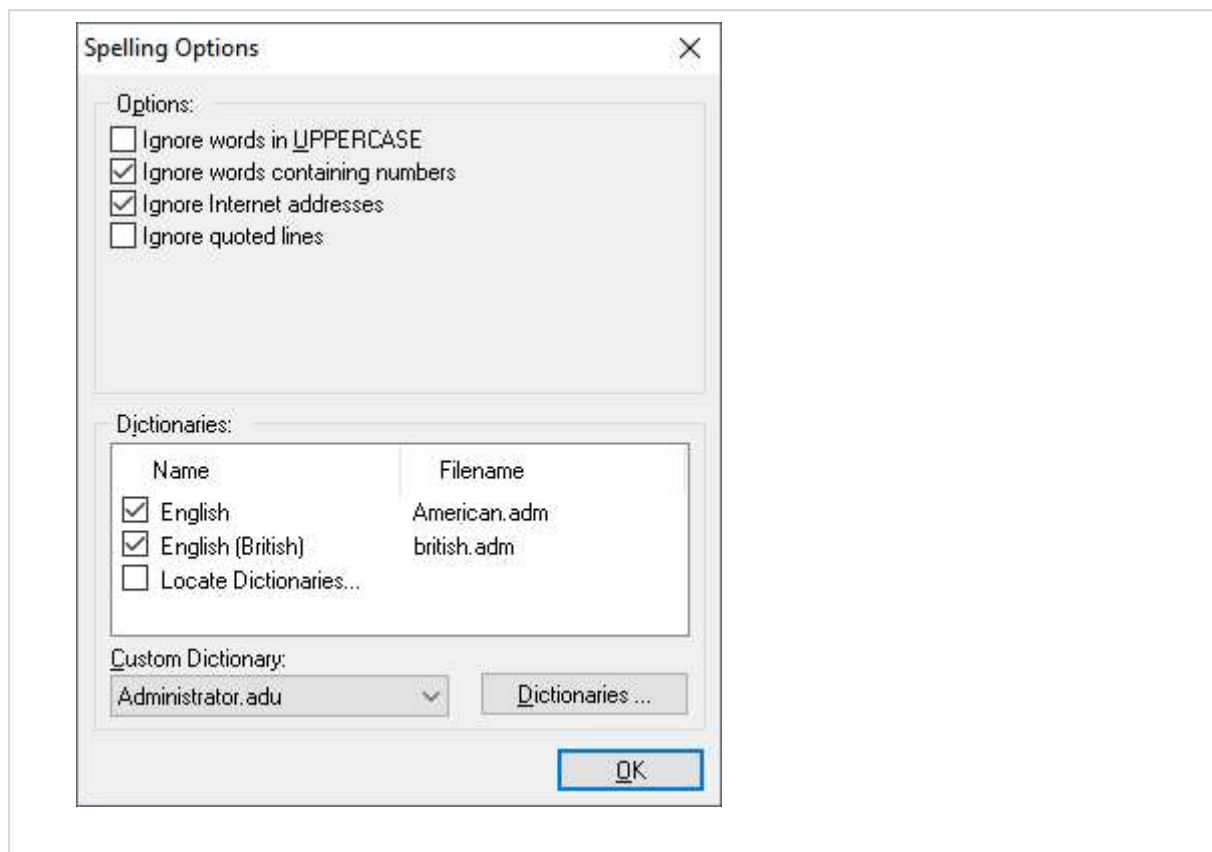 Spelling Options
Options:
Ignore words in UPPERCASE
Ignore words containing numbers
Ignore Internet addresses
Ignore quoted lines
Dictionaries:
Name Filename
English American.adm
English (British) british.adm
Locate Dictionaries...
Custom Dictionary:
Administrator.adu Dictionaries ...
OK